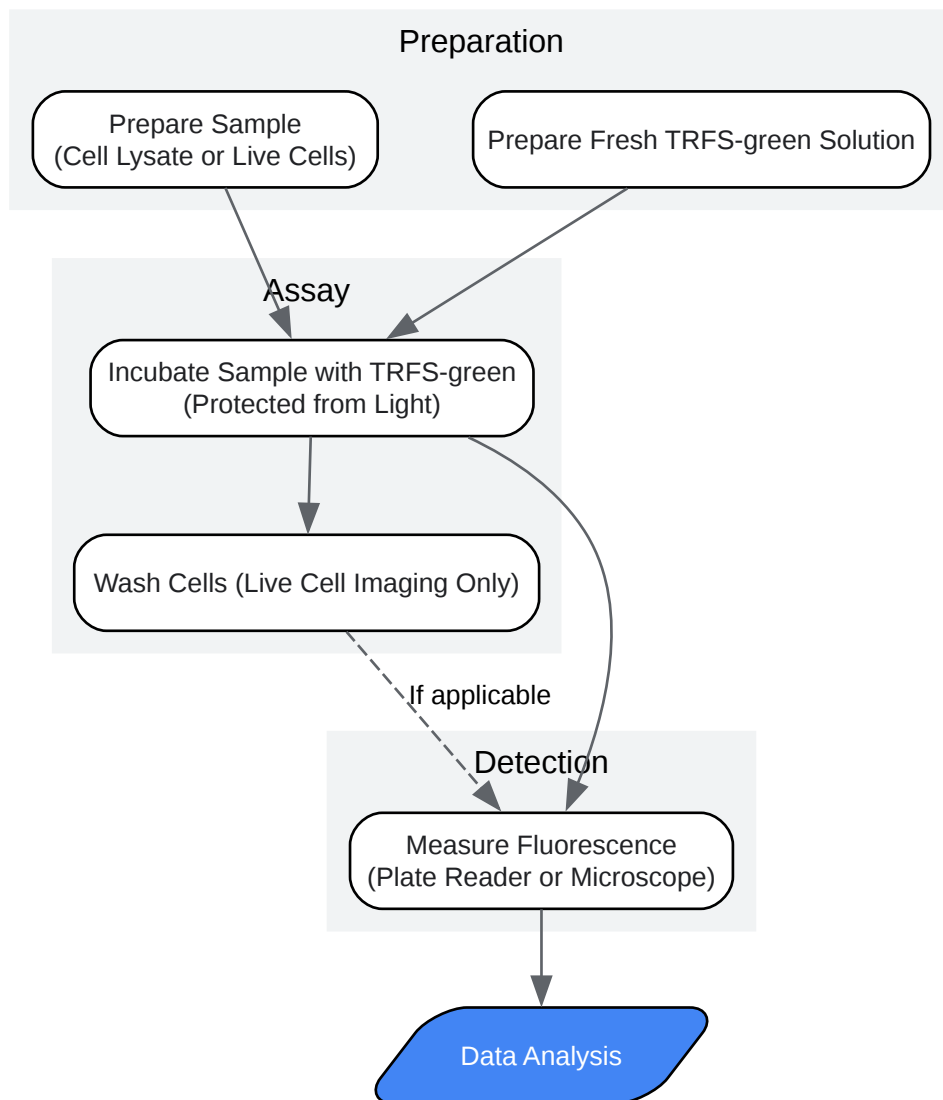 Preparation
Prepare Sample
(Cell Lysate or Live Cells)
Prepare Fresh TRFS-green Solution
Assay
Incubate Sample with TRFS-green
(Protected from Light)
Wash Cells (Live Cell Imaging Only)
If applicable
Detection
Measure Fluorescence
(Plate Reader or Microscope)
Data Analysis